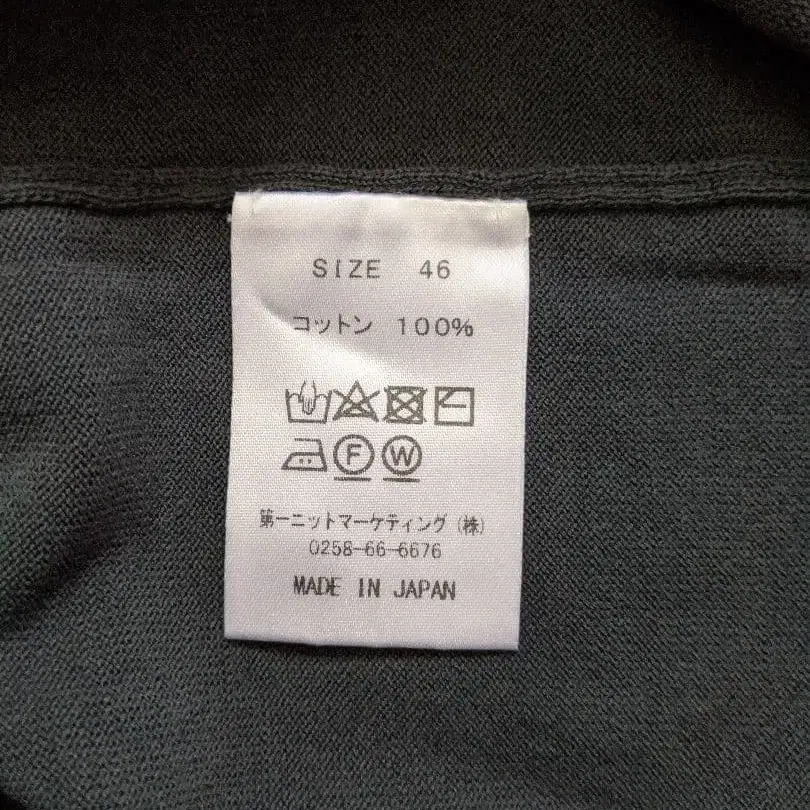 SIZE 46
コットン 100%
F W
第一ニットマーケティング(株)
0258-66-6676
MADE IN JAPAN